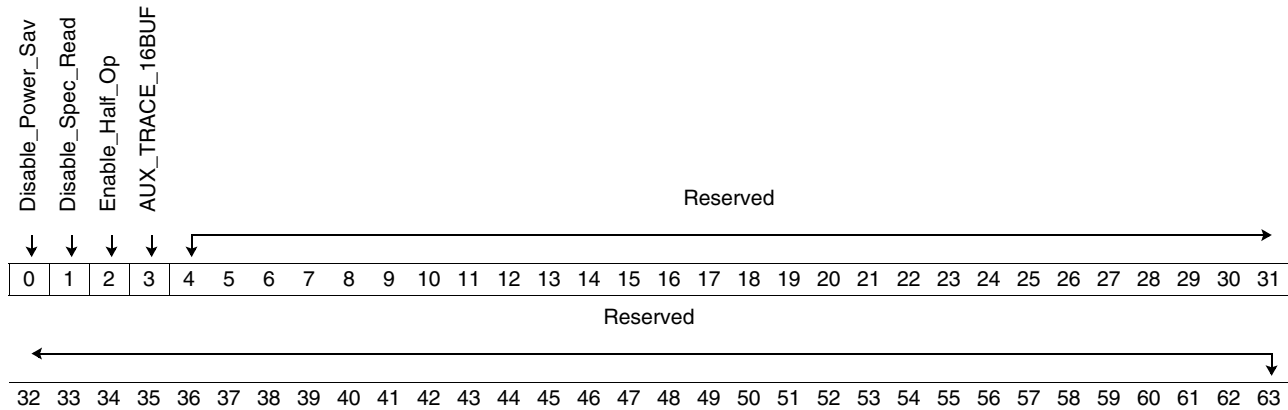 Disable_Power_Sav
Disable_Spec_Read
Enable_Half_Op
AUX_TRACE_16BUF
Reserved
0 1 2 3 4 5 6 7 8 9 10 11 12 13 14 15 16 17 18 19 20 21 22 23 24 25 26 27 28 29 30 31
Reserved
32 33 34 35 36 37 38 39 40 41 42 43 44 45 46 47 48 49 50 51 52 53 54 55 56 57 58 59 60 61 62 63